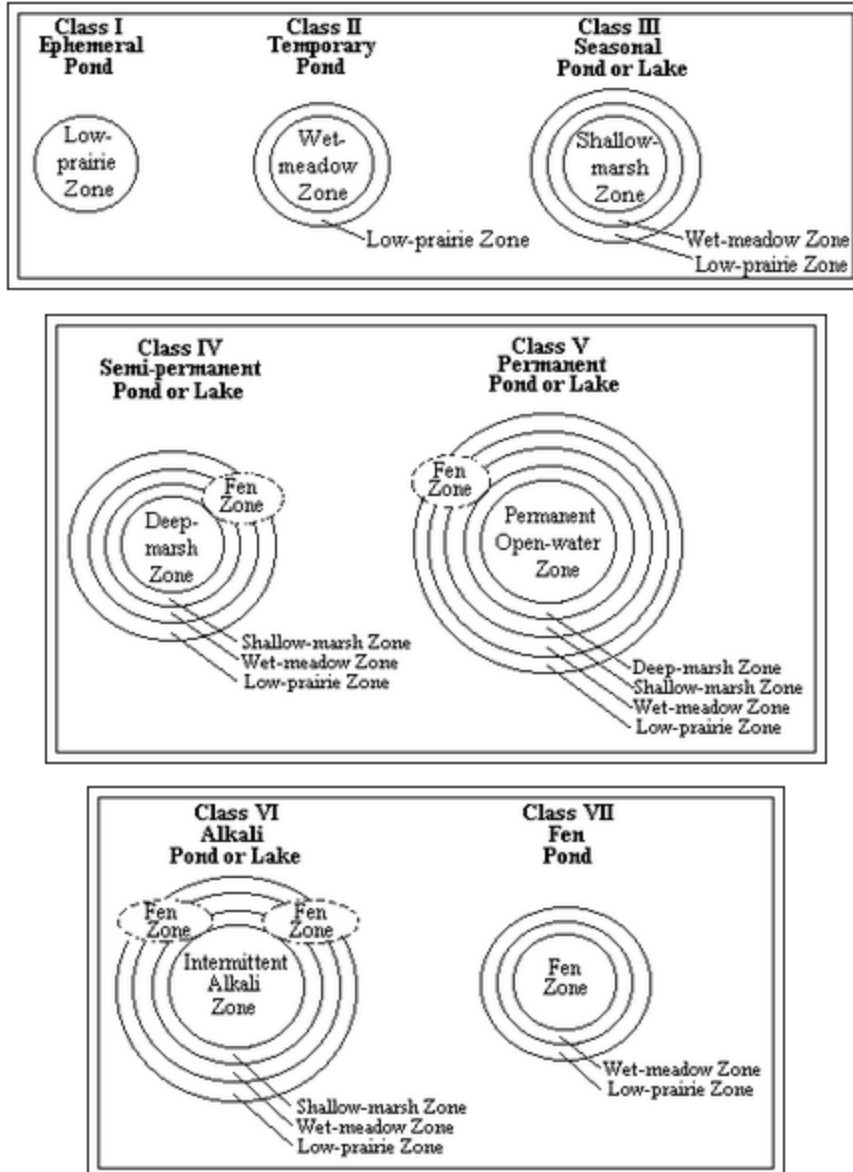 Class I
Ephemeral
Pond
Low-
prairie
Zone
Class II
Temporary
Pond
Wet-
meadow
Zone
Low-prairie Zone
Class III
Seasonal
Pond or Lake
Shallow-
marsh
Zone
Wet-meadow Zone
Low-prairie Zone
Class IV
Semi-permanent
Pond or Lake
Fen
Zone
Deep-
marsh
Zone
Shallow-marsh Zone
Wet-meadow Zone
Low-prairie Zone
Class V
Permanent
Pond or Lake
Fen
Zone
Permanent
Open-water
Zone
Deep-marsh Zone
Shallow-marsh Zone
Wet-meadow Zone
Low-prairie Zone
Class VI
Alkali
Pond or Lake
Fen
Zone
Fen
Zone
Intermittent
Alkali
Zone
Shallow-marsh Zone
Wet-meadow Zone
Low-prairie Zone
Class VII
Fen
Pond
Fen
Zone
Wet-meadow Zone
Low-prairie Zone